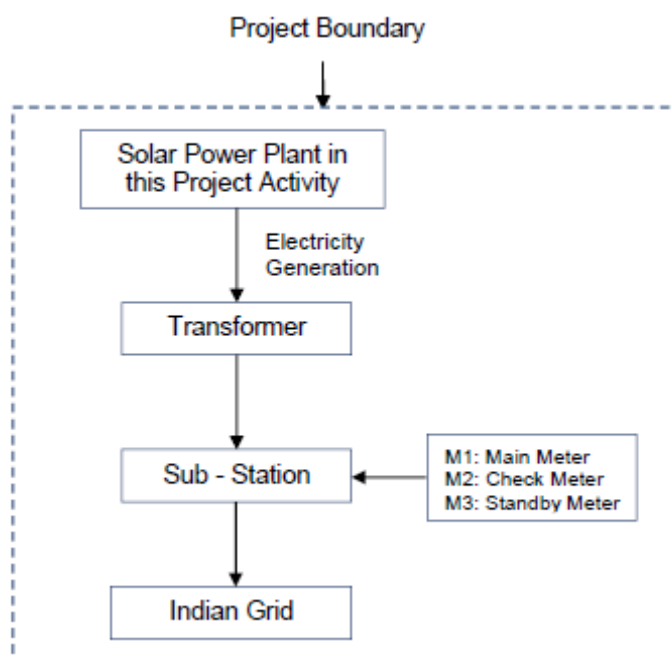 Project Boundary
Solar Power Plant in
this Project Activity
Electricity
Generation
Transformer
Sub - Station
M1: Main Meter
M2: Check Meter
M3: Standby Meter
Indian Grid